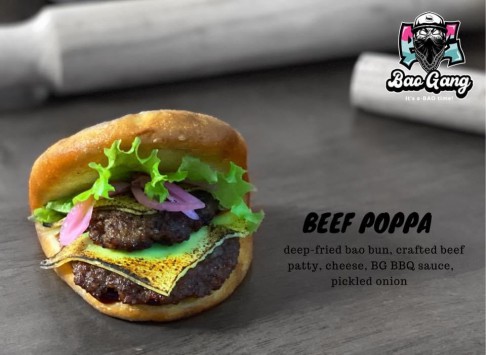 Bao Gang
It's a BAO time!
BEEF POPPA
deep-fried bao bun, crafted beef
patty, cheese, BG BBQ sauce,
pickled onion